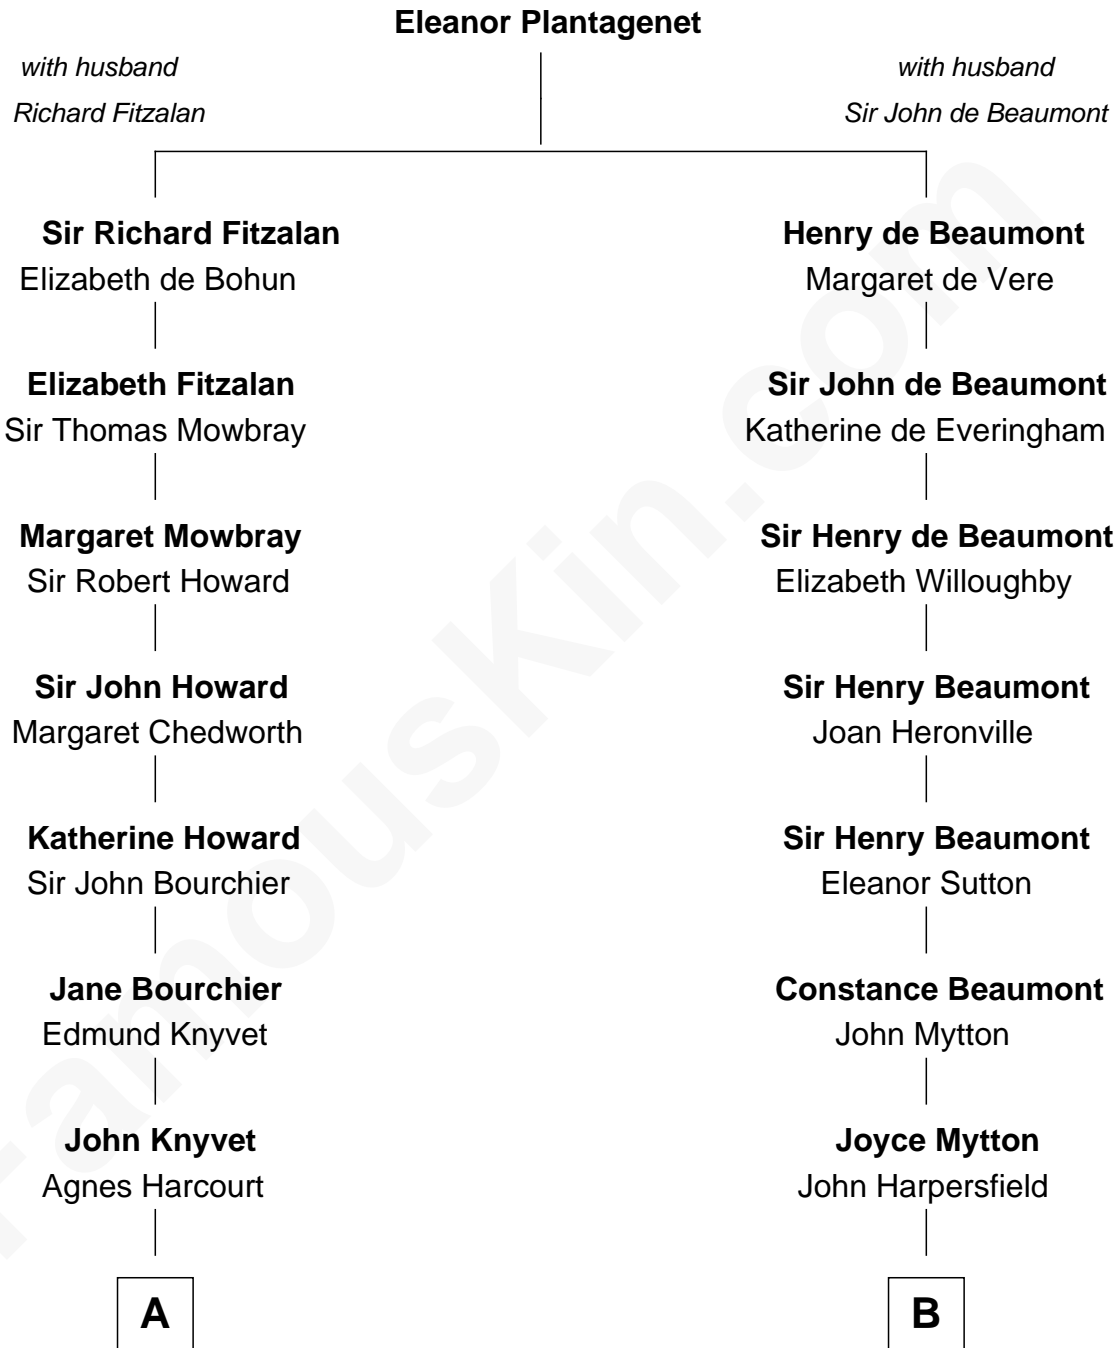 Eleanor Plantagenet
with husband
Richard Fitzalan
with husband
Sir John de Beaumont
Sir Richard Fitzalan
Elizabeth de Bohun
Henry de Beaumont
Margaret de Vere
Elizabeth Fitzalan
Sir Thomas Mowbray
Sir John de Beaumont
Katherine de Everingham
Margaret Mowbray
Sir Robert Howard
Sir Henry de Beaumont
Elizabeth Willoughby
Sir John Howard
Margaret Chedworth
Sir Henry Beaumont
Joan Heronville
Katherine Howard
Sir John Bourchier
Sir Henry Beaumont
Eleanor Sutton
Jane Bourchier
Edmund Knyvet
Constance Beaumont
John Mytton
John Knyvet
Agnes Harcourt
Joyce Mytton
John Harpersfield
A
B
FamousKin.com